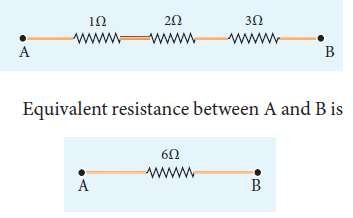 1Ω 2Ω 3Ω
A B
Equivalent resistance between A and B is
6Ω
A B